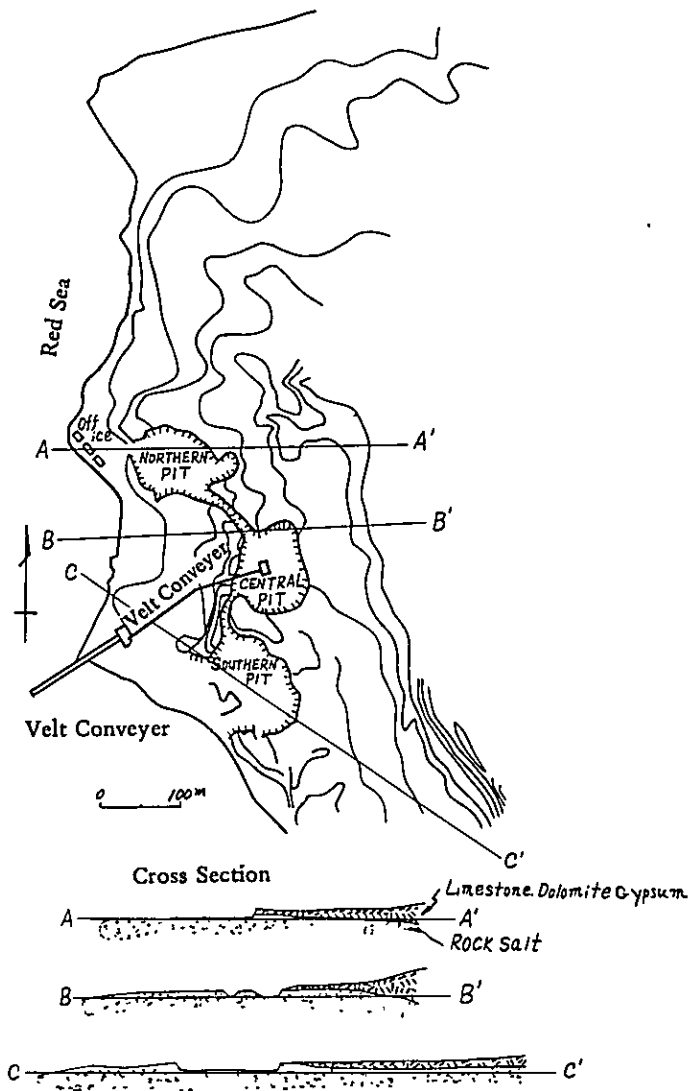 Red Sea
Off
ice
A
A'
NORTHERN
PIT
B
B'
C
Velt Conveyer
CENTRAL
PIT
SOUTHERN
PIT
Velt Conveyer
0 100m
C'
Cross Section
Limestone. Dolomite Gypsum
A A'
Rock Salt
B B'
C C'